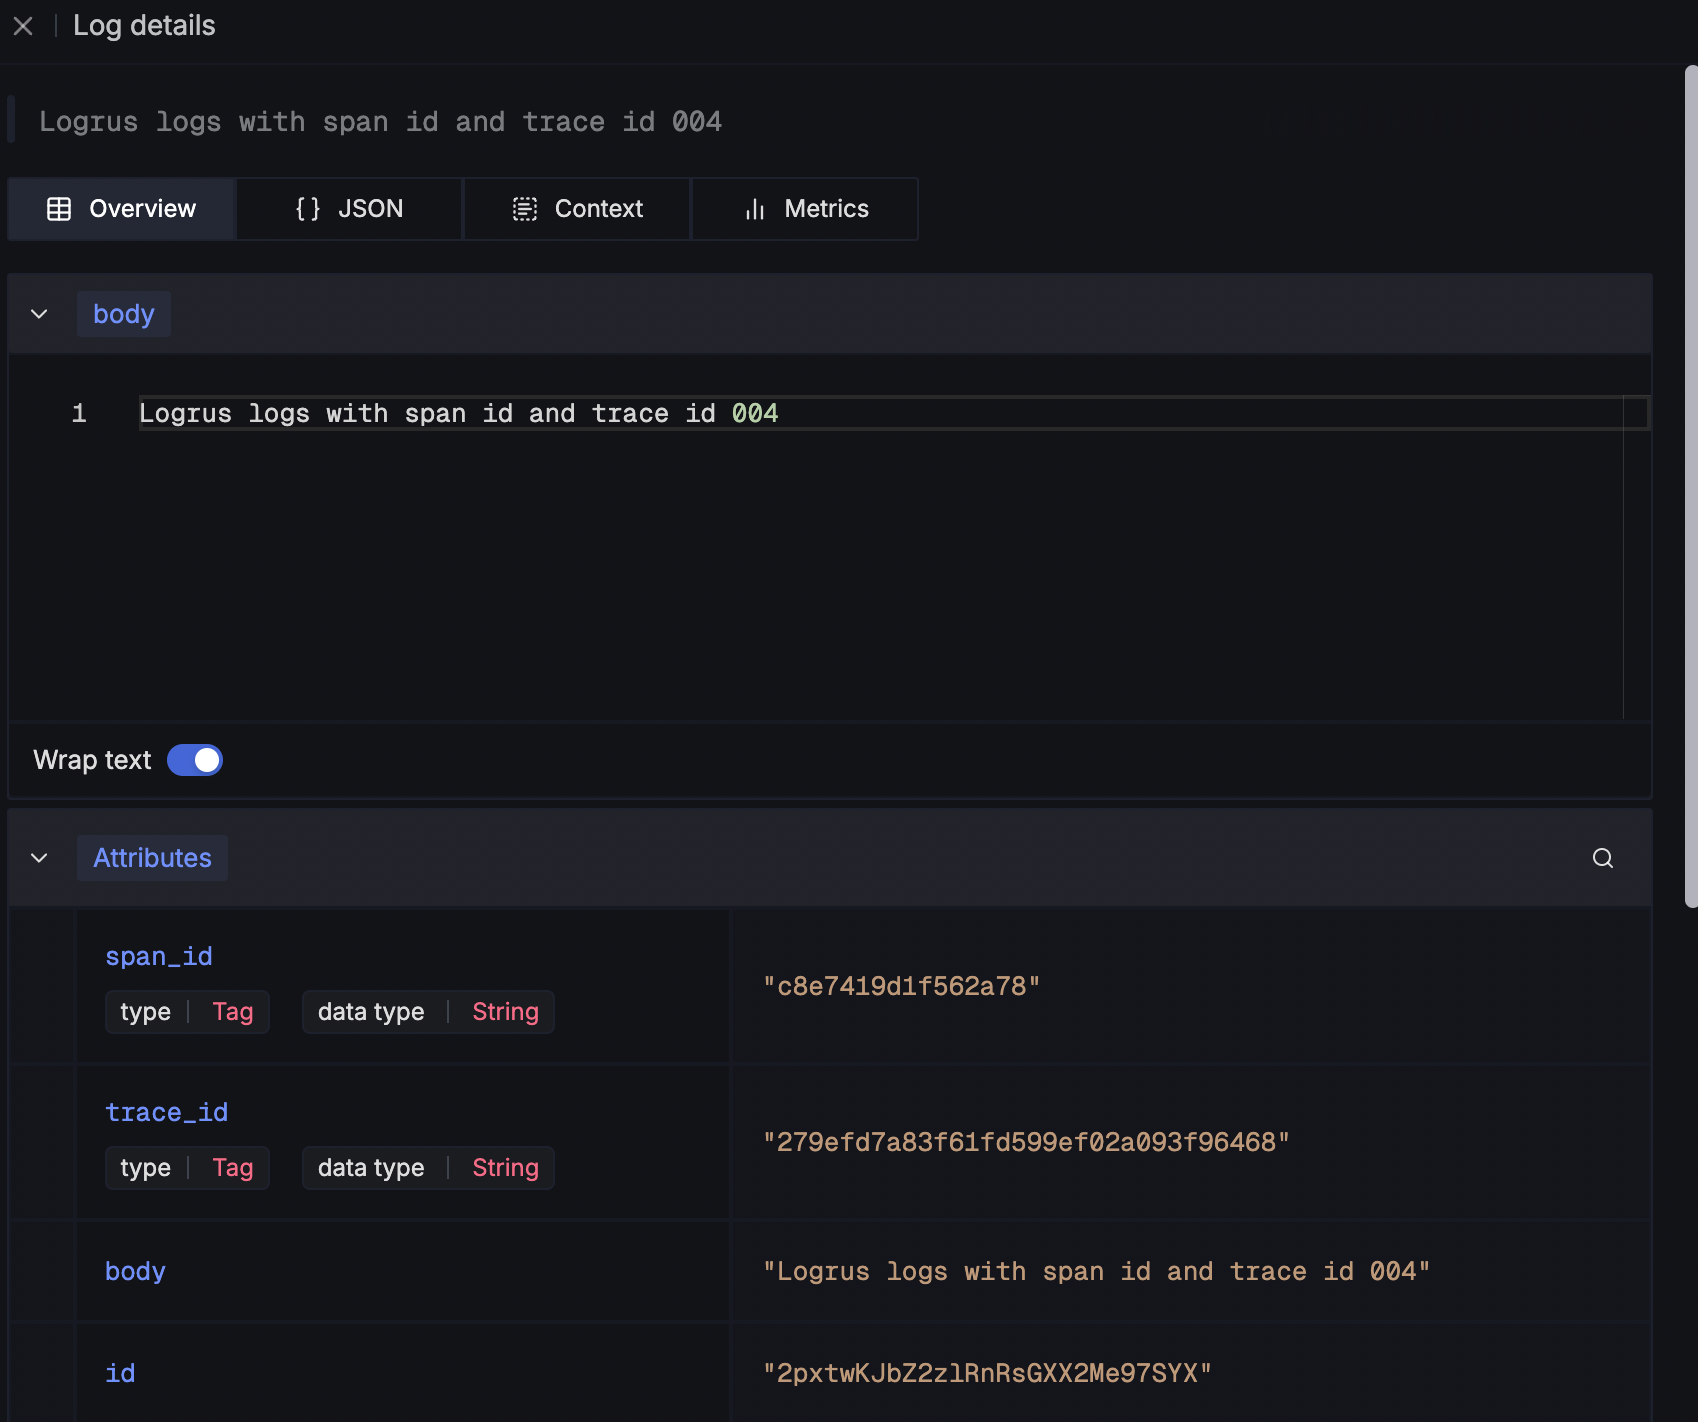 Log details
Logrus logs with span id and trace id 004
Overview
JSON
Context
Metrics
body
1 Logrus logs with span id and trace id 004
Wrap text
Attributes
span_id
type Tag data type String
"c8e7419d1f562a78"
trace_id
type Tag data type String
"279efd7a83f61fd599ef02a093f96468"
body "Logrus logs with span id and trace id 004"
id "2pxtwKJbZ2zlRnRsGXX2Me97SYX"